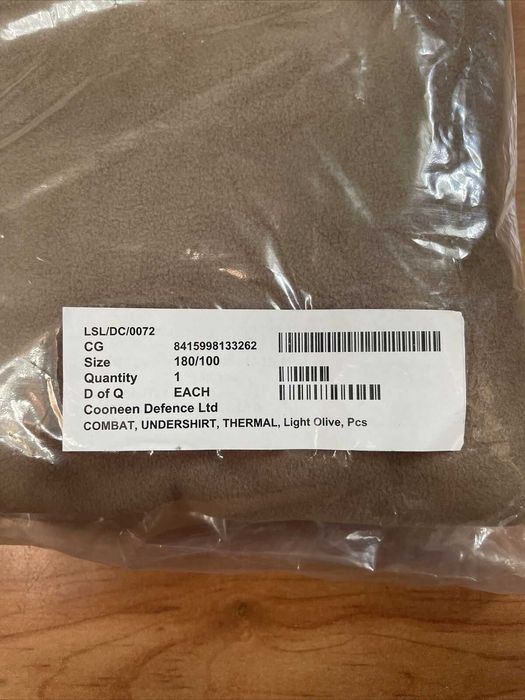 LSL/DC/0072
CG 8415998133262
Size 180/100
Quantity 1
D of Q EACH
Cooneen Defence Ltd
COMBAT, UNDERSHIRT, THERMAL, Light Olive, Pcs